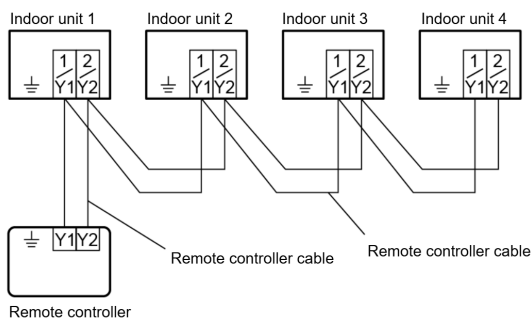 Indoor unit 1 Indoor unit 2 Indoor unit 3 Indoor unit 4
1 2 1 2 1 2 1 2
Y1 Y2 Y1 Y2 Y1 Y2 Y1 Y2
Y1 Y2
Remote controller cable
Remote controller cable
Remote controller